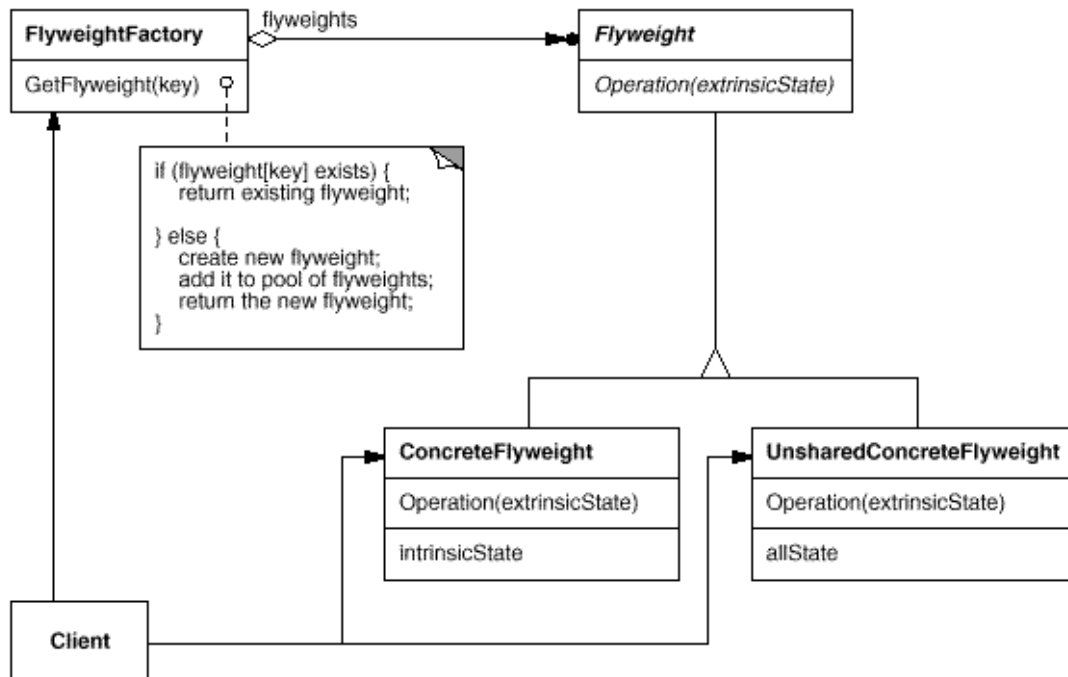 flyweights
FlyweightFactory
GetFlyweight(key)
Flyweight
Operation(extrinsicState)
if (flyweight[key] exists) {
return existing flyweight;
} else {
create new flyweight;
add it to pool of flyweights;
return the new flyweight;
}
ConcreteFlyweight
Operation(extrinsicState)
intrinsicState
UnsharedConcreteFlyweight
Operation(extrinsicState)
allState
Client